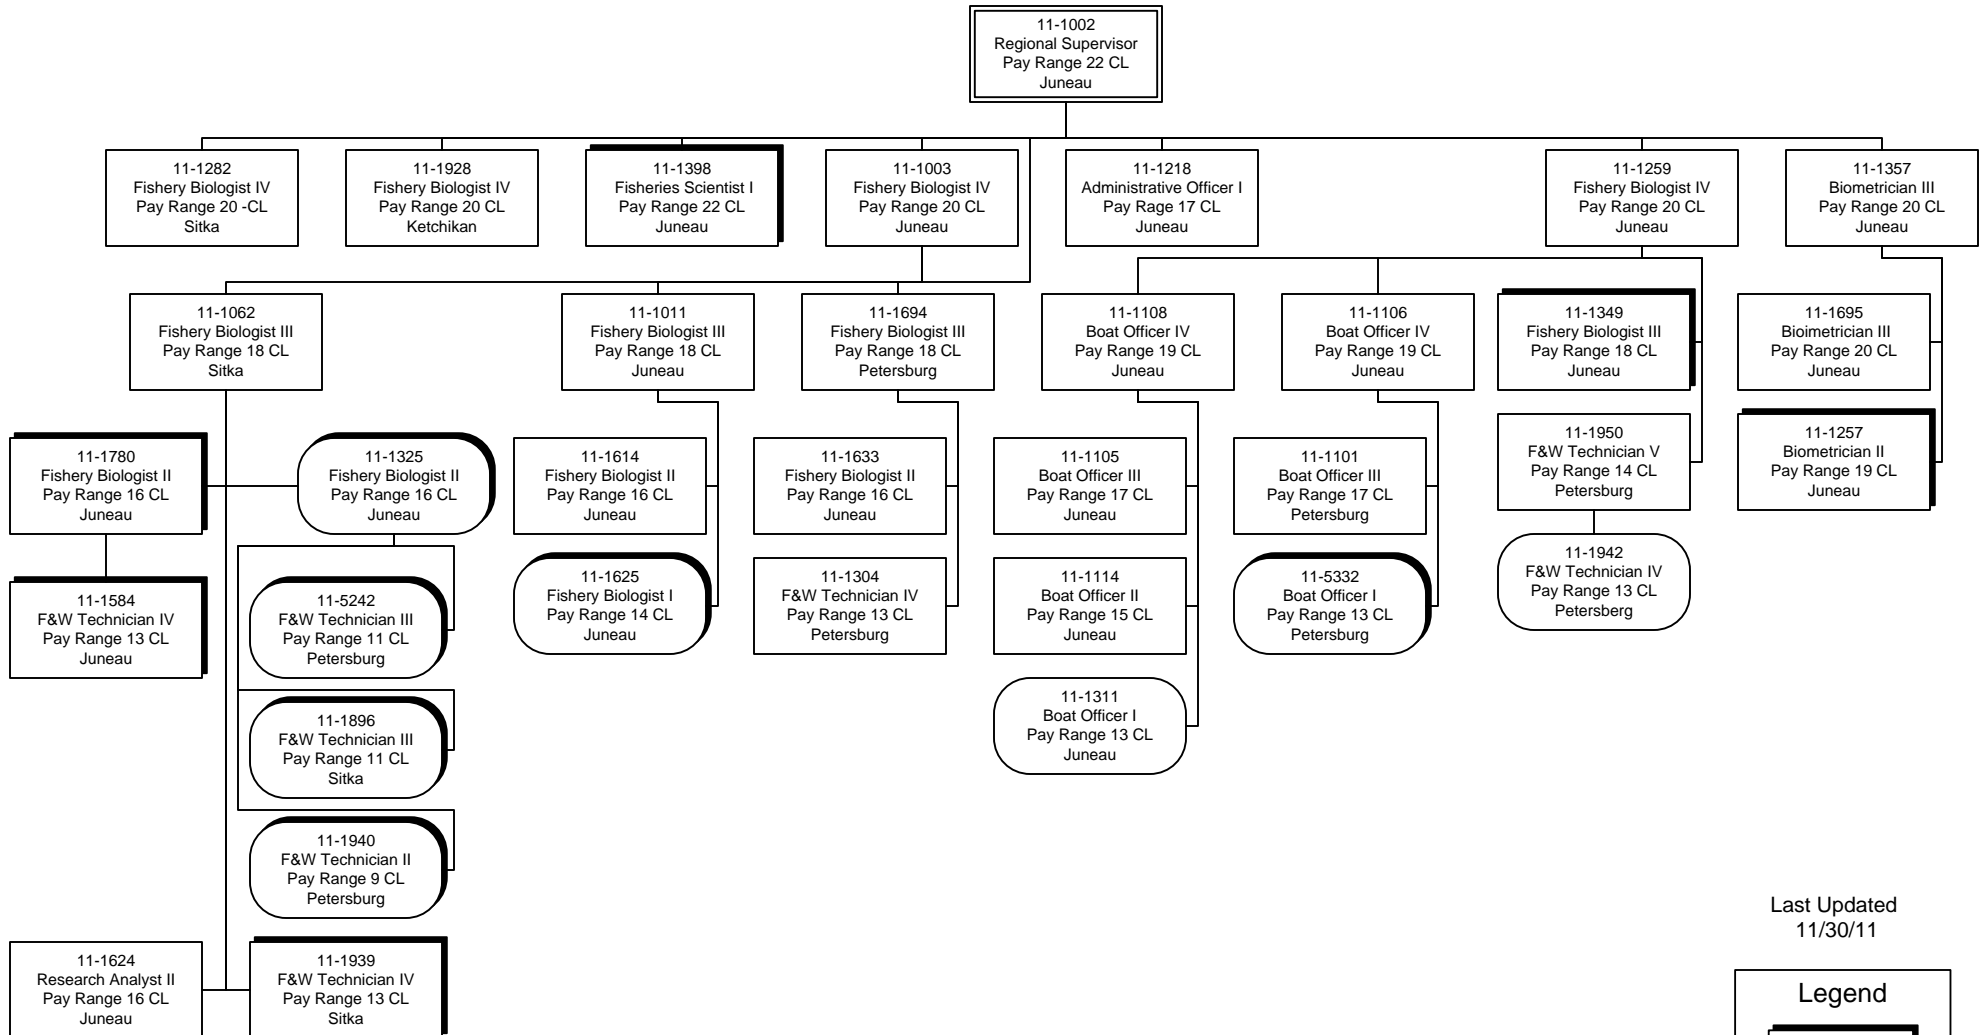 11-1002
Regional Supervisor
Pay Range 22 CL
Juneau
11-1282
Fishery Biologist IV
Pay Range 20 -CL
Sitka
11-1928
Fishery Biologist IV
Pay Range 20 CL
Ketchikan
11-1398
Fisheries Scientist I
Pay Range 22 CL
Juneau
11-1003
Fishery Biologist IV
Pay Range 20 CL
Juneau
11-1218
Administrative Officer I
Pay Rage 17 CL
Juneau
11-1259
Fishery Biologist IV
Pay Range 20 CL
Juneau
11-1357
Biometrician III
Pay Range 20 CL
Juneau
11-1062
Fishery Biologist III
Pay Range 18 CL
Sitka
11-1011
Fishery Biologist III
Pay Range 18 CL
Juneau
11-1694
Fishery Biologist III
Pay Range 18 CL
Petersburg
11-1108
Boat Officer IV
Pay Range 19 CL
Juneau
11-1106
Boat Officer IV
Pay Range 19 CL
Juneau
11-1349
Fishery Biologist III
Pay Range 18 CL
Juneau
11-1695
Bioimetrician III
Pay Range 20 CL
Juneau
11-1780
Fishery Biologist II
Pay Range 16 CL
Juneau
11-1325
Fishery Biologist II
Pay Range 16 CL
Juneau
11-1614
Fishery Biologist II
Pay Range 16 CL
Juneau
11-1633
Fishery Biologist II
Pay Range 16 CL
Juneau
11-1105
Boat Officer III
Pay Range 17 CL
Juneau
11-1101
Boat Officer III
Pay Range 17 CL
Petersburg
11-1950
F&W Technician V
Pay Range 14 CL
Petersburg
11-1257
Biometrician II
Pay Range 19 CL
Juneau
11-1584
F&W Technician IV
Pay Range 13 CL
Juneau
11-5242
F&W Technician III
Pay Range 11 CL
Petersburg
11-1625
Fishery Biologist I
Pay Range 14 CL
Juneau
11-1304
F&W Technician IV
Pay Range 13 CL
Petersburg
11-1114
Boat Officer II
Pay Range 15 CL
Juneau
11-5332
Boat Officer I
Pay Range 13 CL
Petersburg
11-1942
F&W Technician IV
Pay Range 13 CL
Petersberg
11-1896
F&W Technician III
Pay Range 11 CL
Sitka
11-1311
Boat Officer I
Pay Range 13 CL
Juneau
11-1940
F&W Technician II
Pay Range 9 CL
Petersburg
11-1624
Research Analyst II
Pay Range 16 CL
Juneau
11-1939
F&W Technician IV
Pay Range 13 CL
Sitka
Last Updated
11/30/11
Legend